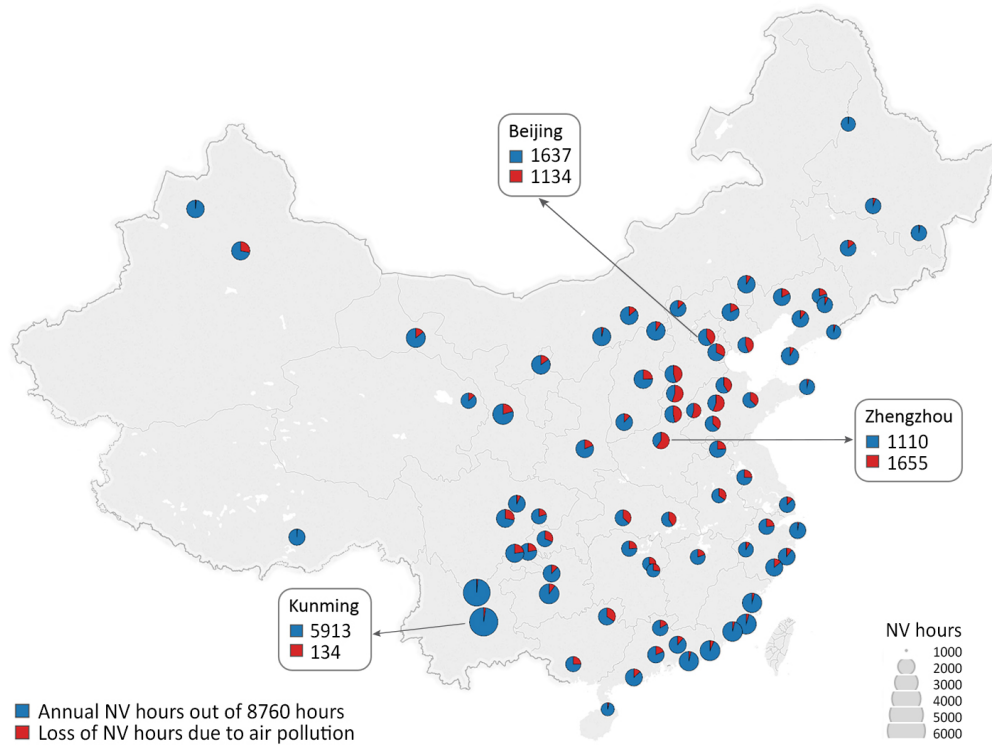 Beijing
1637
1134
Zhengzhou
1110
1655
Kunming
5913
134
NV hours
1000
2000
3000
4000
5000
6000
Annual NV hours out of 8760 hours
Loss of NV hours due to air pollution